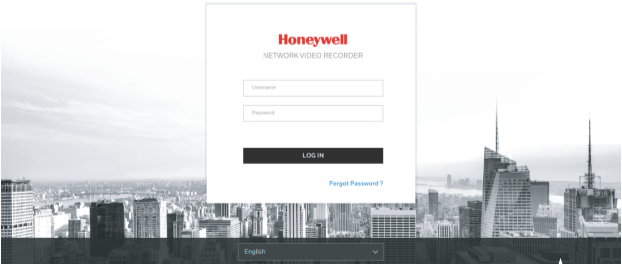 Honeywell
NETWORK VIDEO RECORDER
Username
Password
LOG IN
Forgot Password ?
English